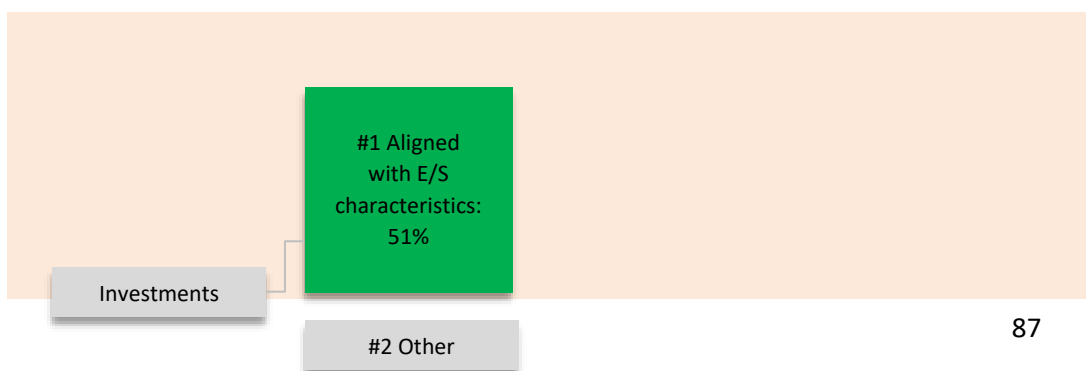 #1 Aligned
with E/S
characteristics:
51%
Investments
#2 Other
87